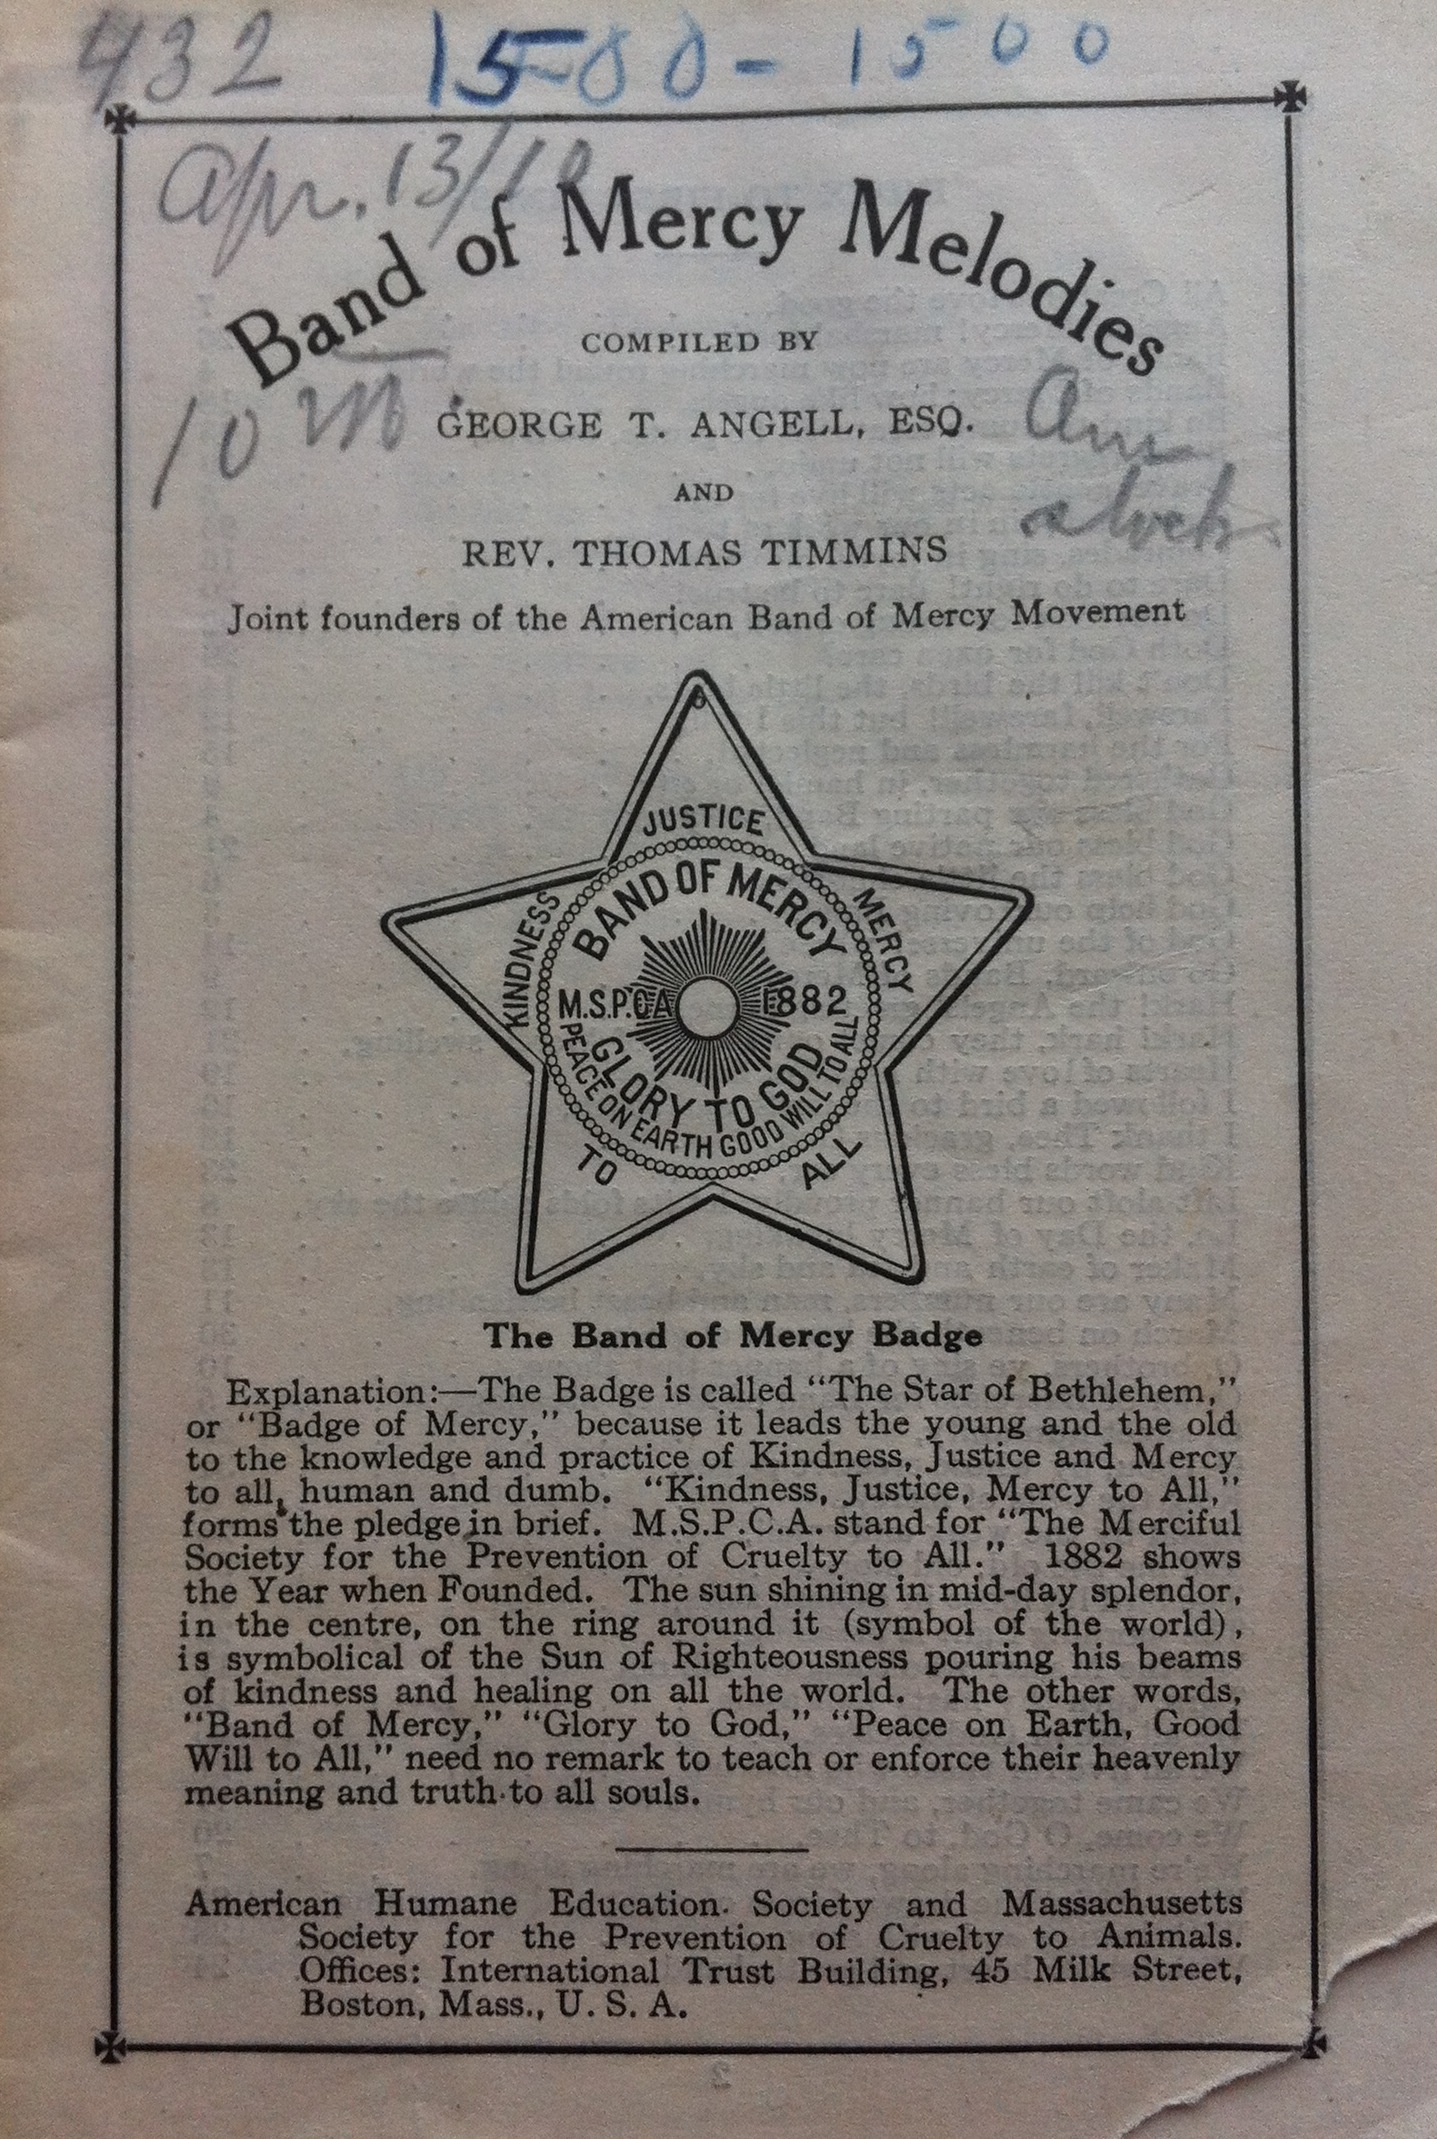 432 1500 - 1500
Apr. 13/10
Band of Mercy Melodies
COMPILED BY
10 M. GEORGE T. ANGELL, ESQ.
AND
REV. THOMAS TIMMINS
Joint founders of the American Band of Mercy Movement
JUSTICE
KINDNESS
MERCY
BAND OF MERCY
M.S.P.C.A 1882
GLORY TO GOD
PEACE ON EARTH GOOD WILL TO ALL
TO ALL
The Band of Mercy Badge
Explanation:—The Badge is called "The Star of Bethlehem,"
or "Badge of Mercy," because it leads the young and the old
to the knowledge and practice of Kindness, Justice and Mercy
to all, human and dumb. "Kindness, Justice, Mercy to All,"
forms the pledge in brief. M.S.P.C.A. stand for "The Merciful
Society for the Prevention of Cruelty to All." 1882 shows
the Year when Founded. The sun shining in mid-day splendor,
in the centre, on the ring around it (symbol of the world),
is symbolical of the Sun of Righteousness pouring his beams
of kindness and healing on all the world. The other words,
"Band of Mercy," "Glory to God," "Peace on Earth, Good
Will to All," need no remark to teach or enforce their heavenly
meaning and truth to all souls.
American Humane Education Society and Massachusetts
Society for the Prevention of Cruelty to Animals.
Offices: International Trust Building, 45 Milk Street,
Boston, Mass., U. S. A.